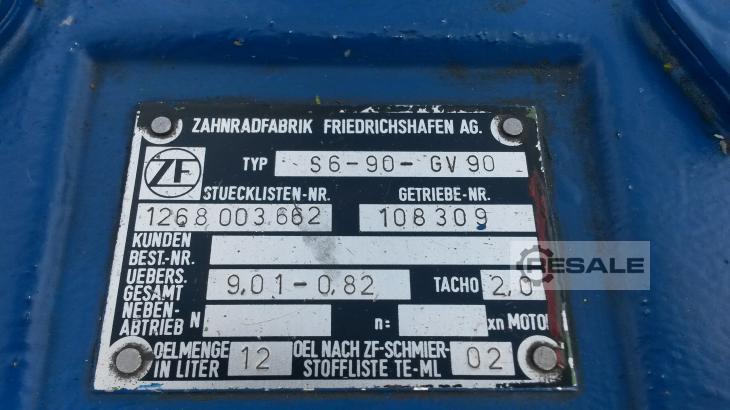 ZAHNRADFABRIK FRIEDRICHSHAFEN AG.
ZF TYP S6-90-GV90
STUECKLISTEN-NR. GETRIEBE-NR.
1268 003.662 108309
KUNDEN
BEST.-NR.
RESALE
UEBERS. GESAMT 9,01-0,82 TACHO 2,0
NEBEN-
ABTRIEB N n: xn MOTO
OELMENGE IN LITER 12 OEL NACH ZF-SCHMIER-
STOFFLISTE TE-ML 02